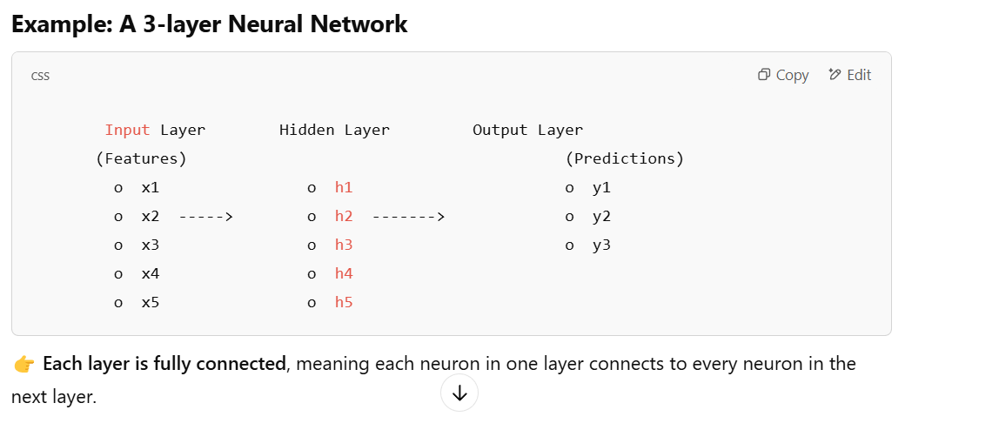 Example: A 3-layer Neural Network
css Copy Edit
Input Layer Hidden Layer Output Layer
(Features) (Predictions)
o x1 o h1 o y1
o x2 -----> o h2 -------> o y2
o x3 o h3 o y3
o x4 o h4
o x5 o h5
👉 Each layer is fully connected, meaning each neuron in one layer connects to every neuron in the
next layer.